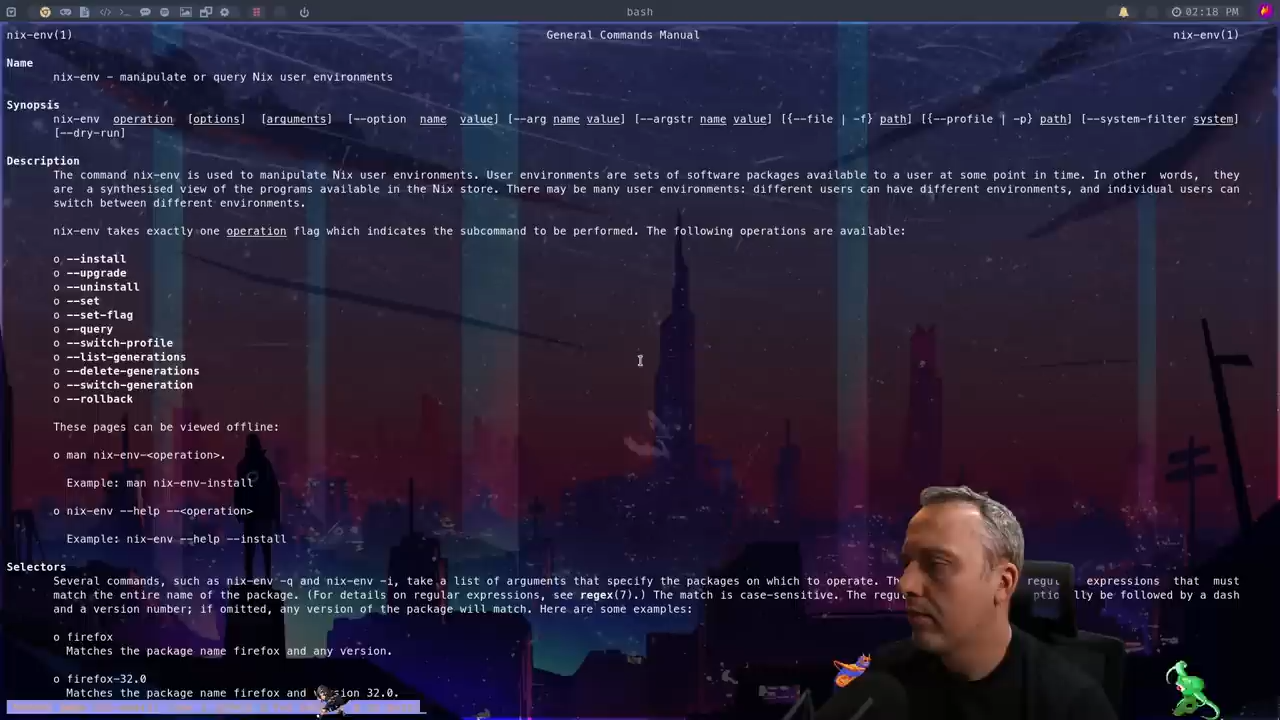 bash
02:18 PM
nix-env(1) General Commands Manual nix-env(1)
Name
nix-env - manipulate or query Nix user environments
Synopsis
nix-env operation [options] [arguments] [--option name value] [--arg name value] [--argstr name value] [{--file | -f} path] [{--profile | -p} path] [--system-filter system]
[--dry-run]
Description
The command nix-env is used to manipulate Nix user environments. User environments are sets of software packages available to a user at some point in time. In other words, they
are a synthesised view of the programs available in the Nix store. There may be many user environments: different users can have different environments, and individual users can
switch between different environments.
nix-env takes exactly one operation flag which indicates the subcommand to be performed. The following operations are available:
o --install
o --upgrade
o --uninstall
o --set
o --set-flag
o --query
o --switch-profile
o --list-generations
o --delete-generations
o --switch-generation
o --rollback
These pages can be viewed offline:
o man nix-env-<operation>.
Example: man nix-env-install
o nix-env --help --<operation>
Example: nix-env --help --install
Selectors
Several commands, such as nix-env -q and nix-env -i, take a list of arguments that specify the packages on which to operate. expressions that must
match the entire name of the package. (For details on regular expressions, see regex(7).) The match is case-sensitive. The be followed by a dash
and a version number; if omitted, any version of the package will match. Here are some examples:
o firefox
Matches the package name firefox and any version.
o firefox-32.0
Matches the package name firefox and 32.0.